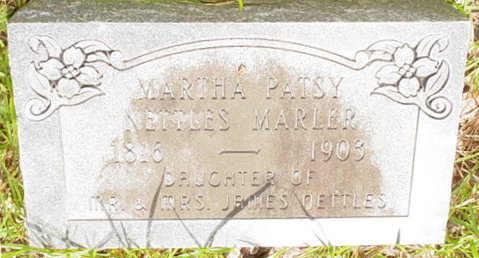 MARTHA PATSY
NETTLES MARLER
1816 — 1903
DAUGHTER OF
MR. & MRS. JAMES NETTLES